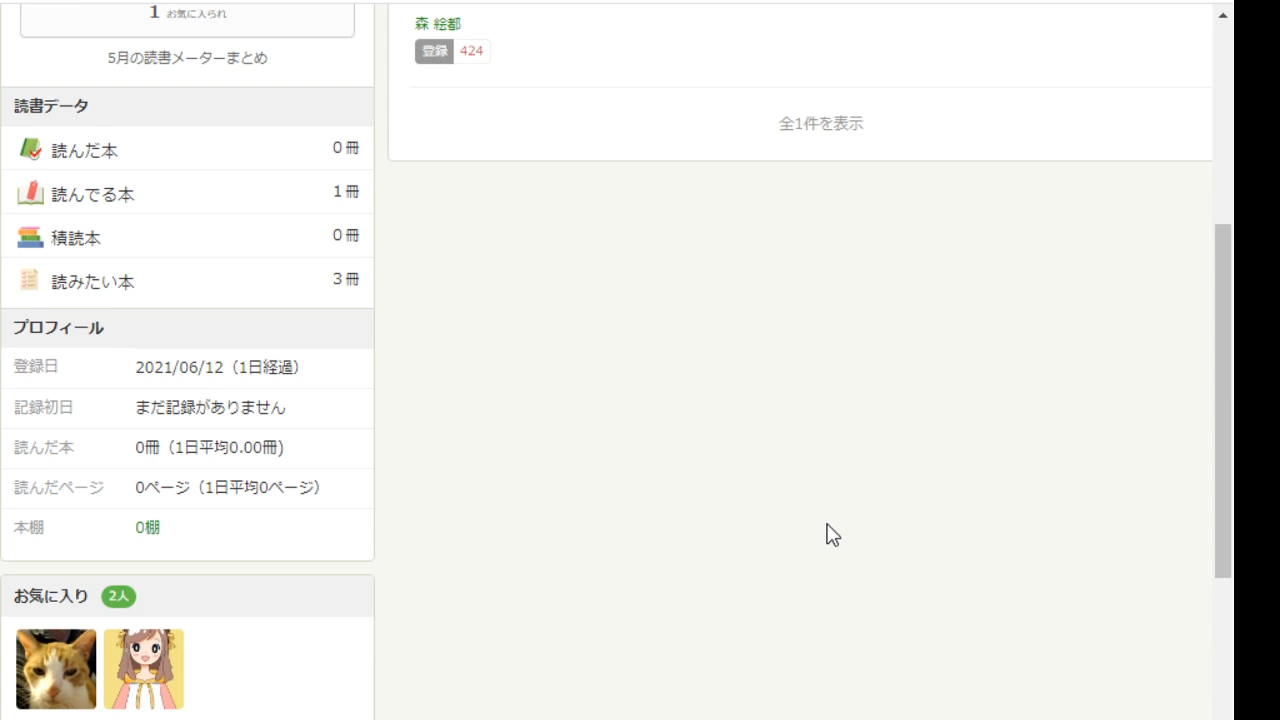 1 お気に入られ
5月の読書メーターまとめ
読書データ
読んだ本 0冊
読んでる本 1冊
積読本 0冊
読みたい本 3冊
プロフィール
登録日 2021/06/12（1日経過）
記録初日 まだ記録がありません
読んだ本 0冊（1日平均0.00冊)
読んだページ 0ページ（1日平均0ページ）
本棚 0棚
お気に入り 2人
森 絵都
登録 424
全1件を表示